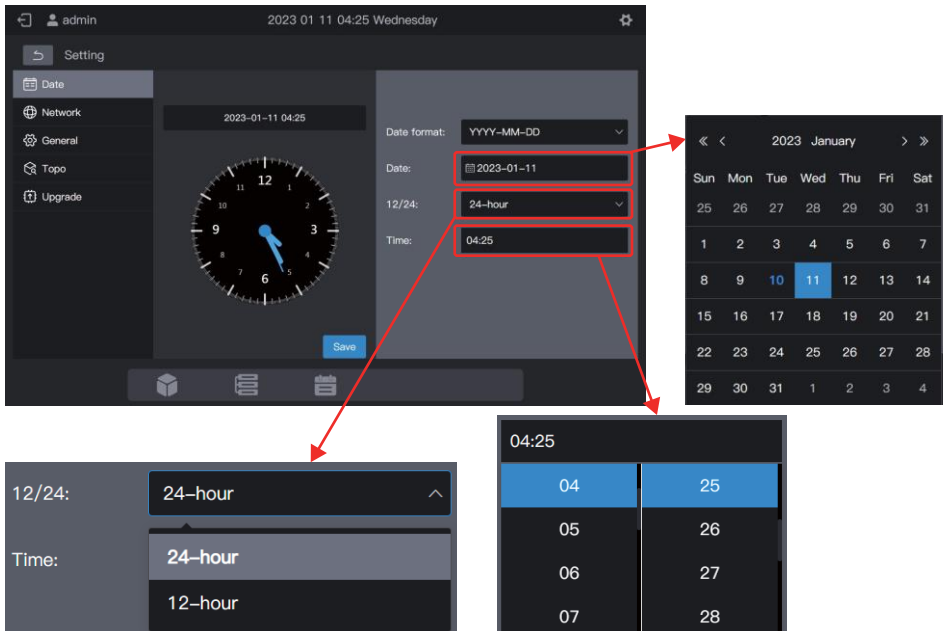 admin
2023 01 11 04:25 Wednesday
Setting
Date
Network
General
Topo
Upgrade
2023-01-11 04:25
12
1
2
3
4
5
6
7
8
9
10
11
Save
Date format: YYYY-MM-DD
Date: 2023-01-11
12/24: 24-hour
Time: 04:25
« < 2023 January > »
Sun Mon Tue Wed Thu Fri Sat
25 26 27 28 29 30 31
1 2 3 4 5 6 7
8 9 10 11 12 13 14
15 16 17 18 19 20 21
22 23 24 25 26 27 28
29 30 31 1 2 3 4
12/24: 24-hour
Time:
24-hour
12-hour
04:25
04 25
05 26
06 27
07 28